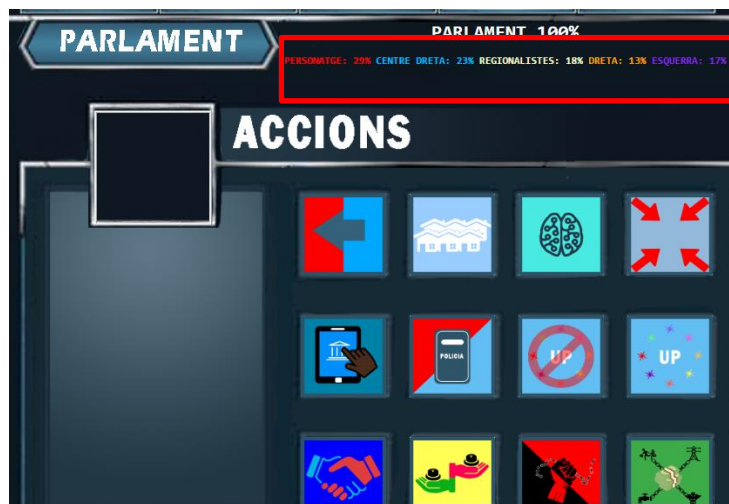 PARLAMENT
PARLAMENT 100%
PERSONATGE: 29% CENTRE DRETA: 23% REGIONALISTES: 18% DRETA: 13% ESQUERRA: 17%
ACCIONS
POLICIA
UP
UP